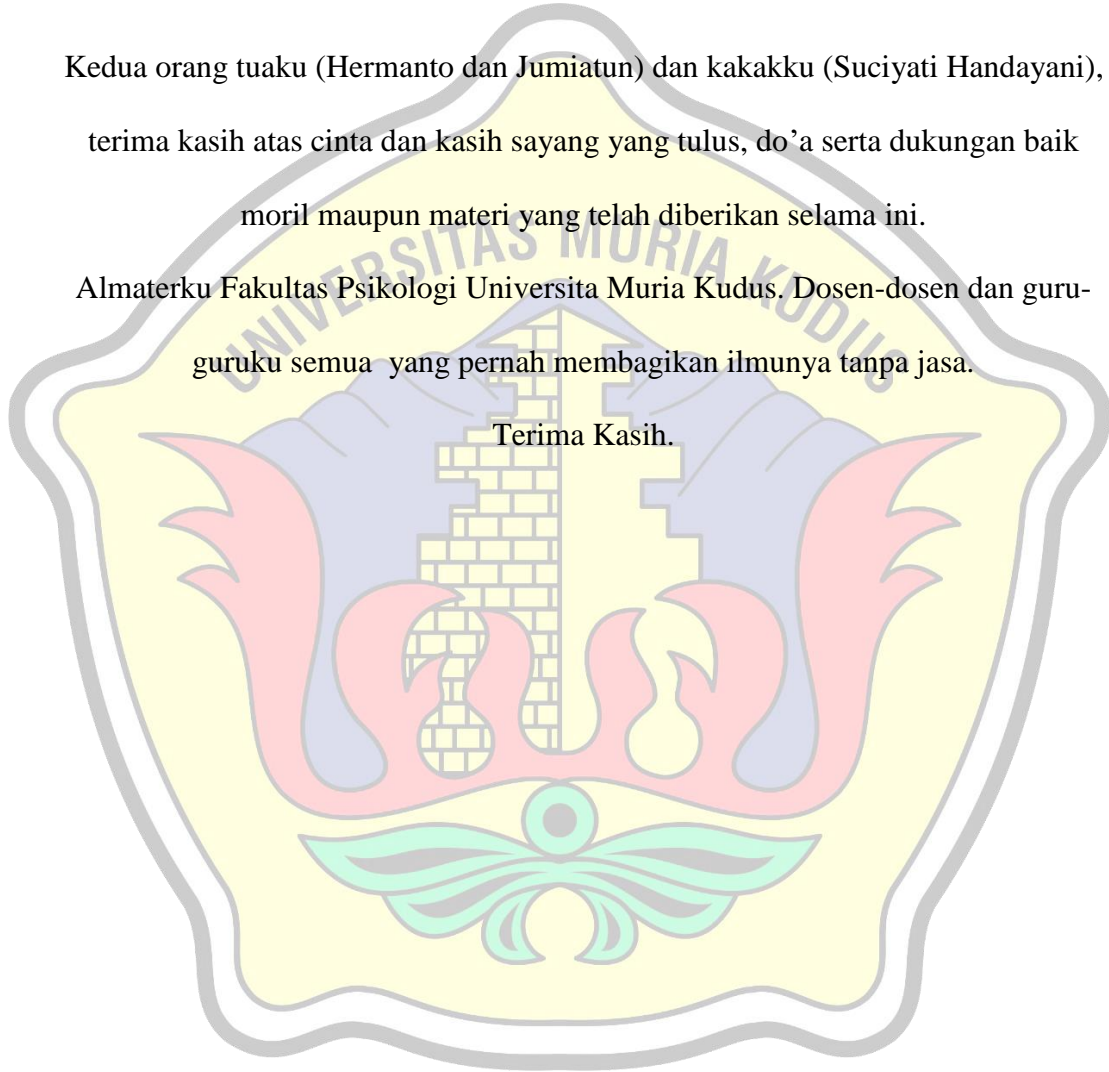 Kedua orang tuaku (Hermanto dan Jumiatun) dan kakakku (Suciyati Handayani),
terima kasih atas cinta dan kasih sayang yang tulus, do’a serta dukungan baik
moril maupun materi yang telah diberikan selama ini.
UNIVERSITAS MURIA KUDUS
Almaterku Fakultas Psikologi Universita Muria Kudus. Dosen-dosen dan guru-
guruku semua  yang pernah membagikan ilmunya tanpa jasa.
Terima Kasih.